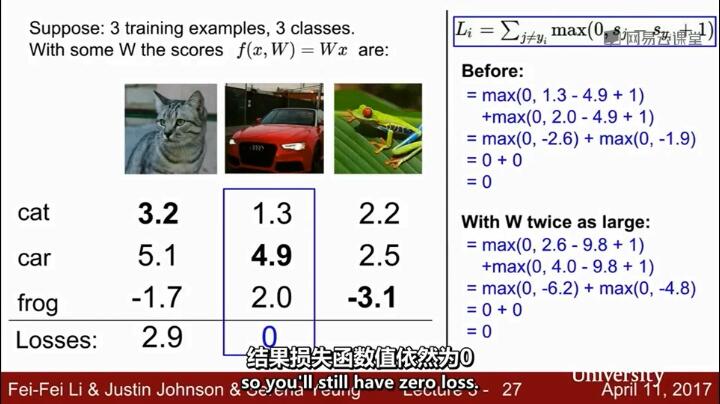 Suppose: 3 training examples, 3 classes.
With some W the scores f(x, W) = Wx are:
cat 3.2 1.3 2.2
car 5.1 4.9 2.5
frog -1.7 2.0 -3.1
Losses: 2.9 0
L_i = ∑_{j≠y_i} max(0, s_j - s_{y_i} + 1)
网易云课堂
Before:
= max(0, 1.3 - 4.9 + 1)
+max(0, 2.0 - 4.9 + 1)
= max(0, -2.6) + max(0, -1.9)
= 0 + 0
= 0
With W twice as large:
= max(0, 2.6 - 9.8 + 1)
+max(0, 4.0 - 9.8 + 1)
= max(0, -6.2) + max(0, -4.8)
= 0 + 0
= 0
结果损失函数值依然为0
so you'll still have zero loss.
University
Fei-Fei Li & Justin Johnson & Serena Yeung Lecture 3 - 27 April 11, 2017